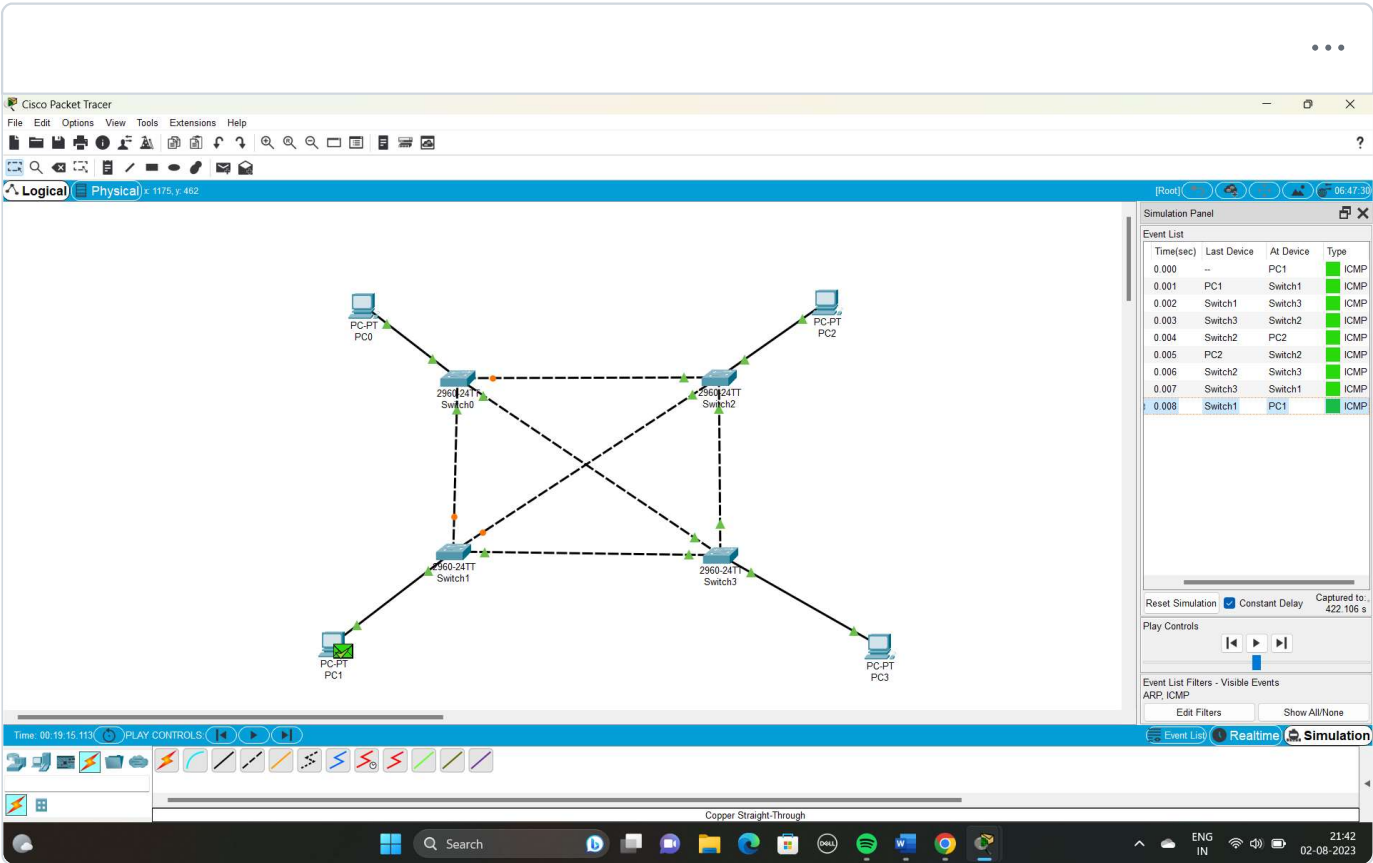 Cisco Packet Tracer
File Edit Options View Tools Extensions Help
?
Logical Physical x: 1175, y: 462 [Root] 06:47:30
Simulation Panel
Event List
Time(sec) Last Device At Device Type
0.000 -- PC1 ICMP
0.001 PC1 Switch1 ICMP
0.002 Switch1 Switch3 ICMP
0.003 Switch3 Switch2 ICMP
0.004 Switch2 PC2 ICMP
0.005 PC2 Switch2 ICMP
0.006 Switch2 Switch3 ICMP
0.007 Switch3 Switch1 ICMP
0.008 Switch1 PC1 ICMP
PC-PT
PC0
PC-PT
PC2
2960-24TT
Switch0
2960-24TT
Switch2
2960-24TT
Switch1
2960-24TT
Switch3
PC-PT
PC1
PC-PT
PC3
Reset Simulation Constant Delay Captured to:
422.106 s
Play Controls
Event List Filters - Visible Events
ARP, ICMP
Edit Filters Show All/None
Time: 00:19:15.113 PLAY CONTROLS: Event List Realtime Simulation
Copper Straight-Through
Search DELL ENG 21:42
IN 02-08-2023